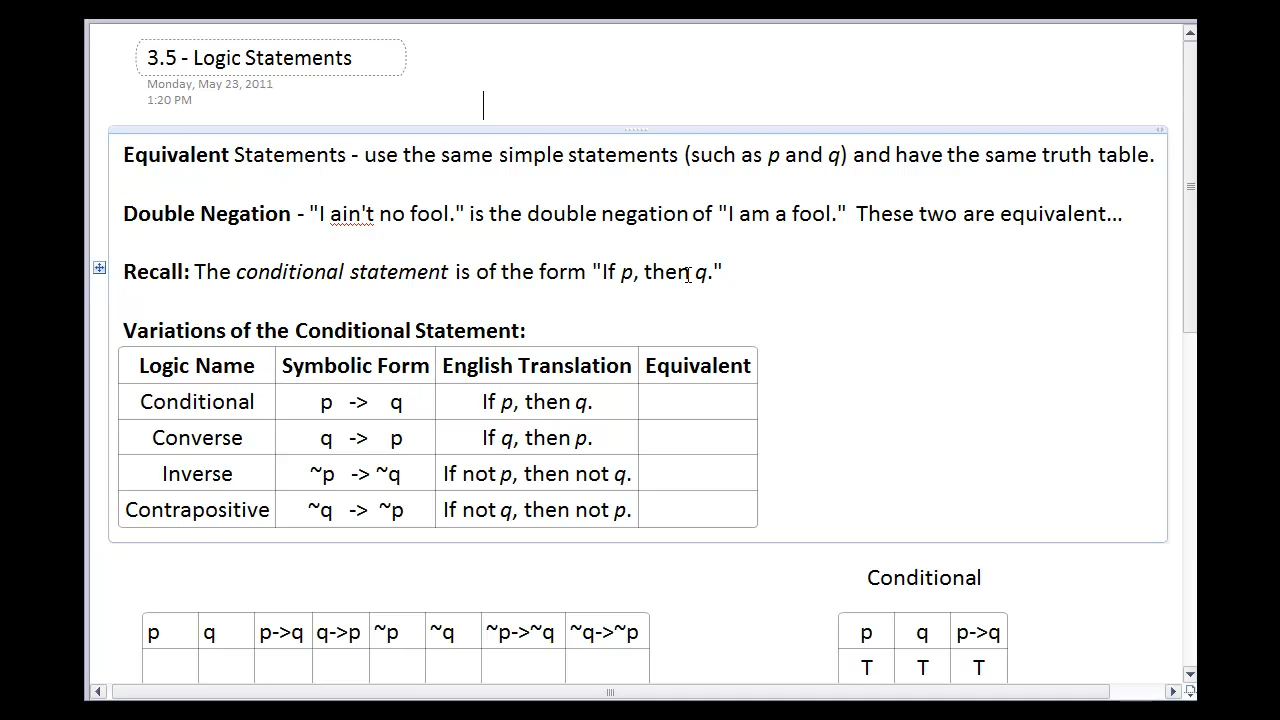 3.5 - Logic Statements
Monday, May 23, 2011
1:20 PM
Equivalent Statements - use the same simple statements (such as p and q) and have the same truth table.
Double Negation - "I ain't no fool." is the double negation of "I am a fool."  These two are equivalent...
Recall: The conditional statement is of the form "If p, then q."
Variations of the Conditional Statement:
Logic Name Symbolic Form English Translation Equivalent
Conditional p -> q If p, then q.
Converse q -> p If q, then p.
Inverse ~p -> ~q If not p, then not q.
Contrapositive ~q -> ~p If not q, then not p.
Conditional
p q p->q q->p ~p ~q ~p->~q ~q->~p p q p->q
T T T